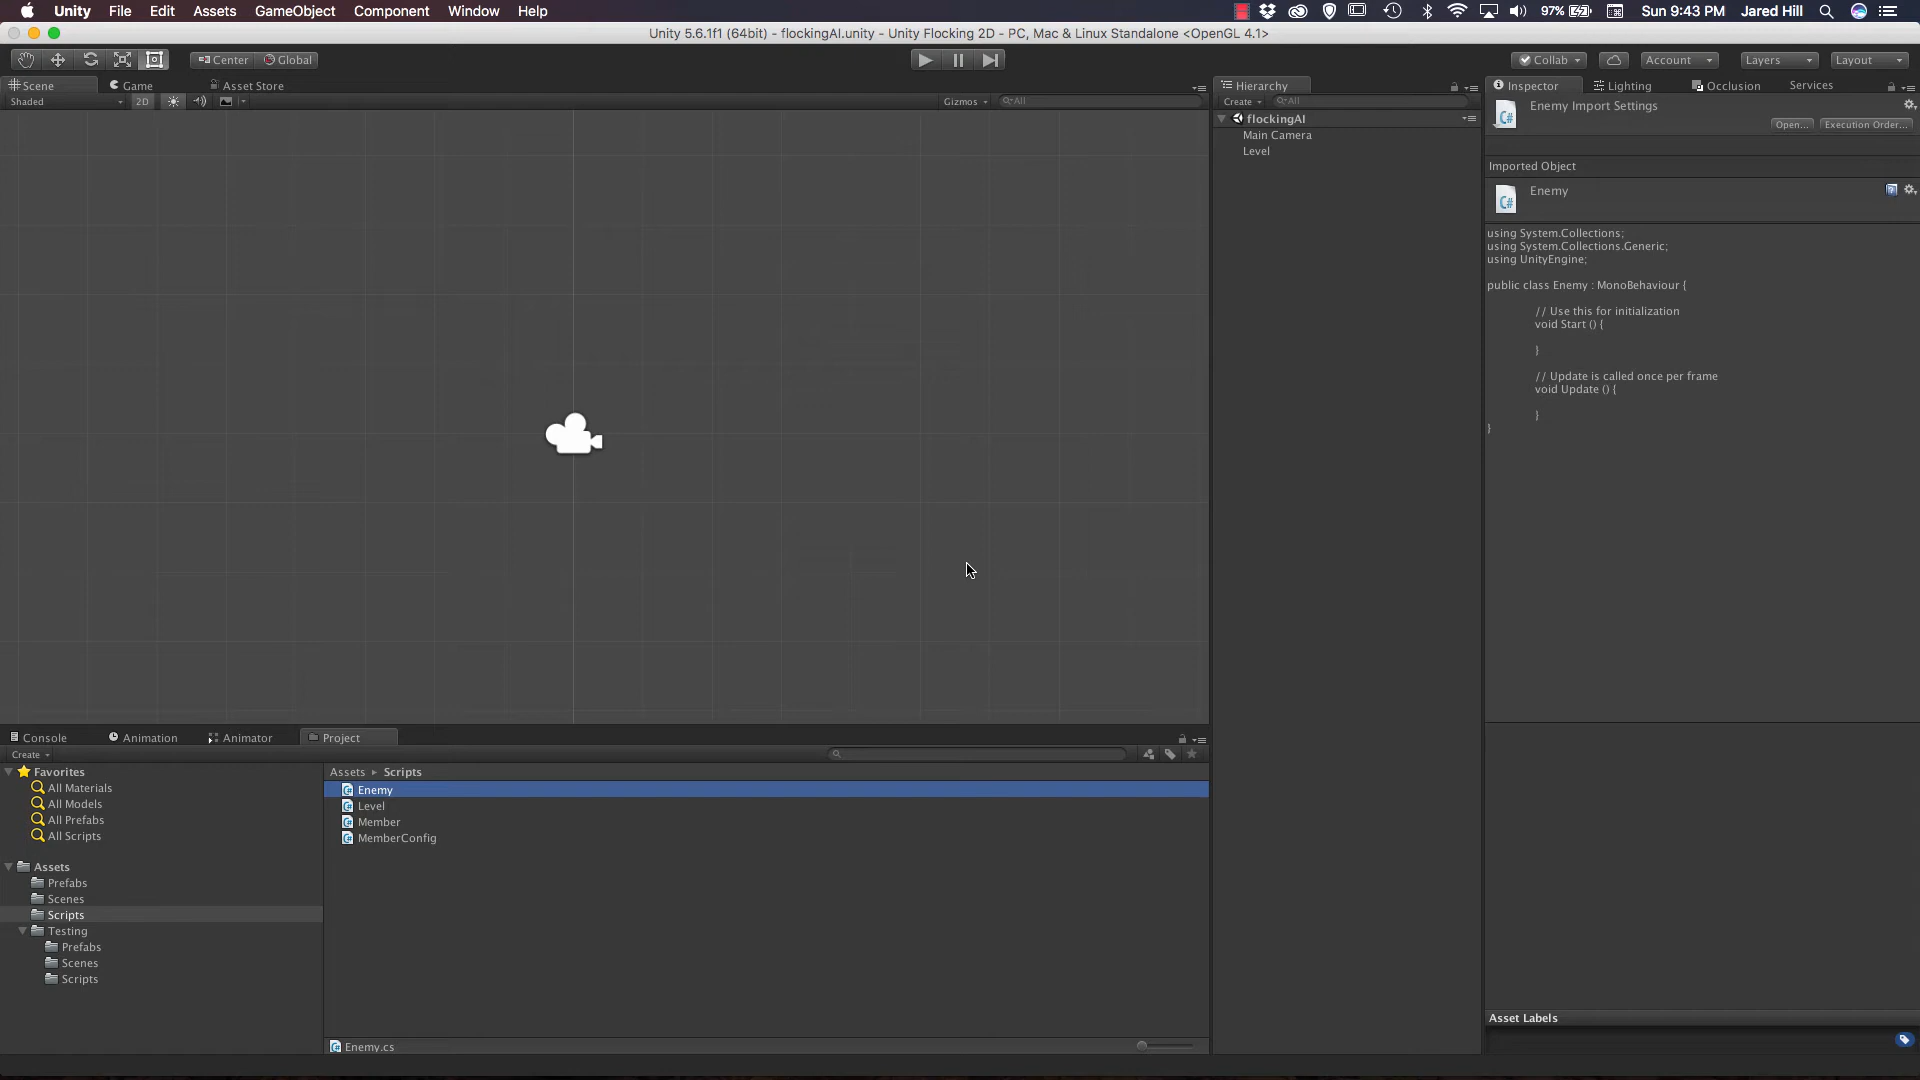 Unity File Edit Assets GameObject Component Window Help 97% Sun 9:43 PM Jared Hill
Unity 5.6.1f1 (64bit) - flockingAI.unity - Unity Flocking 2D - PC, Mac & Linux Standalone <OpenGL 4.1>
Center Global Collab Account Layers Layout
Scene Game Asset Store
Shaded 2D Gizmos All
Hierarchy
Create All
flockingAI
Main Camera
Level
Inspector Lighting Occlusion Services
Enemy Import Settings
Open... Execution Order...
Imported Object
Enemy
using System.Collections;
using System.Collections.Generic;
using UnityEngine;
public class Enemy : MonoBehaviour {
// Use this for initialization
void Start () {
}
// Update is called once per frame
void Update () {
}
}
Console Animation Animator Project
Create
Favorites
All Materials
All Models
All Prefabs
All Scripts
Assets
Prefabs
Scenes
Scripts
Testing
Prefabs
Scenes
Scripts
Assets Scripts
Enemy
Level
Member
MemberConfig
Enemy.cs
Asset Labels